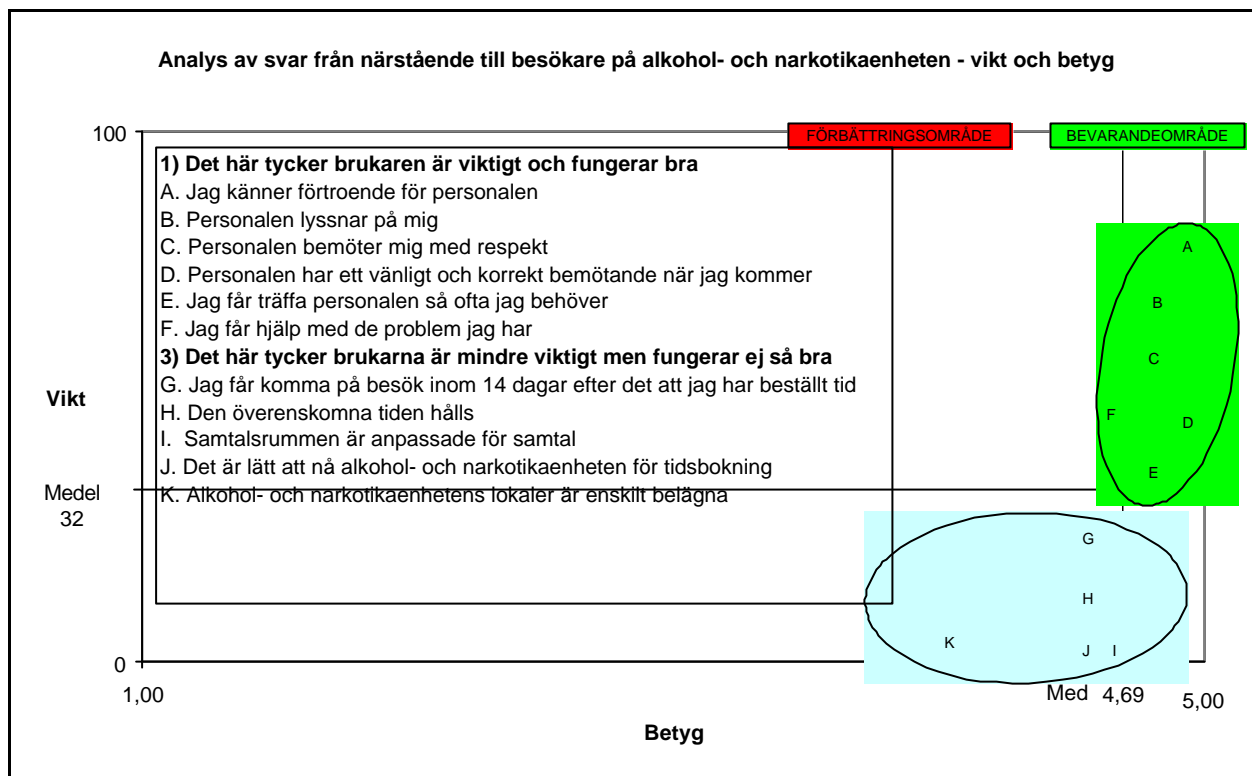 Analys av svar från närstående till besökare på alkohol- och narkotikaenheten - vikt och betyg
100
FÖRBÄTTRINGSOMRÅDE
BEVARANDEOMRÅDE
1) Det här tycker brukaren är viktigt och fungerar bra
A. Jag känner förtroende för personalen
B. Personalen lyssnar på mig
C. Personalen bemöter mig med respekt
D. Personalen har ett vänligt och korrekt bemötande när jag kommer
E. Jag får träffa personalen så ofta jag behöver
F. Jag får hjälp med de problem jag har
3) Det här tycker brukarna är mindre viktigt men fungerar ej så bra
G. Jag får komma på besök inom 14 dagar efter det att jag har beställt tid
H. Den överenskomna tiden hålls
I. Samtalsrummen är anpassade för samtal
J. Det är lätt att nå alkohol- och narkotikaenheten för tidsbokning
K. Alkohol- och narkotikaenhetens lokaler är enskilt belägna
A
B
C
F
D
E
G
H
K
J
I
Vikt
Medel
32
0
1,00
Med 4,69
5,00
Betyg